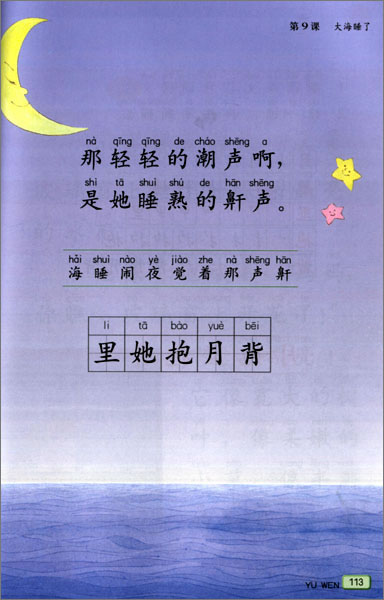 第9课 大海睡了
nà qīng qīng de cháo shēng a
那轻轻的潮声啊，
shì tā shuì shú de hān shēng
是她睡熟的鼾声。
hǎi shuì nào yè jiào zhe nà shēng hān
海睡闹夜觉着那声鼾
li tā bào yuè bēi
里她抱月背
YU WEN 113